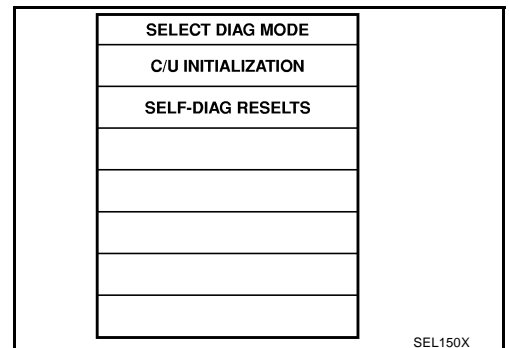 SELECT DIAG MODE
C/U INITIALIZATION
SELF-DIAG RESELTS
SEL150X